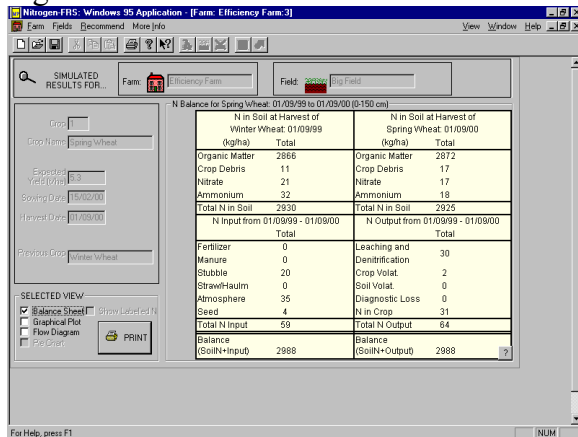 Nitrogen-FRS: Windows 95 Application - [Farm: Efficiency Farm:3]
Farm Fields Recommend More Info View Window Help
SIMULATED RESULTS FOR...
Farm: Efficiency Farm
Field: Big Field
Crop: 1
Crop Name: Spring Wheat
Expected Yield (t/ha) 5.3
Sowing Date: 15/02/00
Harvest Date: 01/09/00
Previous Crop: Winter Wheat
SELECTED VIEW
Balance Sheet Show Labelled N
Graphical Plot
Flow Diagram
Pie Chart
PRINT
N Balance for Spring Wheat: 01/09/99 to 01/09/00 (0-150 cm)
N in Soil at Harvest of
Winter Wheat: 01/09/99
(kg/ha) Total
Organic Matter 2866
Crop Debris 11
Nitrate 21
Ammonium 32
Total N in Soil 2930
N in Soil at Harvest of
Spring Wheat: 01/09/00
(kg/ha) Total
Organic Matter 2872
Crop Debris 17
Nitrate 17
Ammonium 18
Total N in Soil 2925
N Input from 01/09/99 - 01/09/00
Total
Fertilizer 0
Manure 0
Stubble 20
Straw/Haulm 0
Atmosphere 35
Seed 4
Total N Input 59
Balance
(SoilN+Input) 2988
N Output from 01/09/99 - 01/09/00
Total
Leaching and
Denitrification 30
Crop Volat. 2
Soil Volat. 0
Diagnostic Loss 0
N in Crop 31
Total N Output 64
Balance
(SoilN+Output) 2988
?
For Help, press F1
NUM